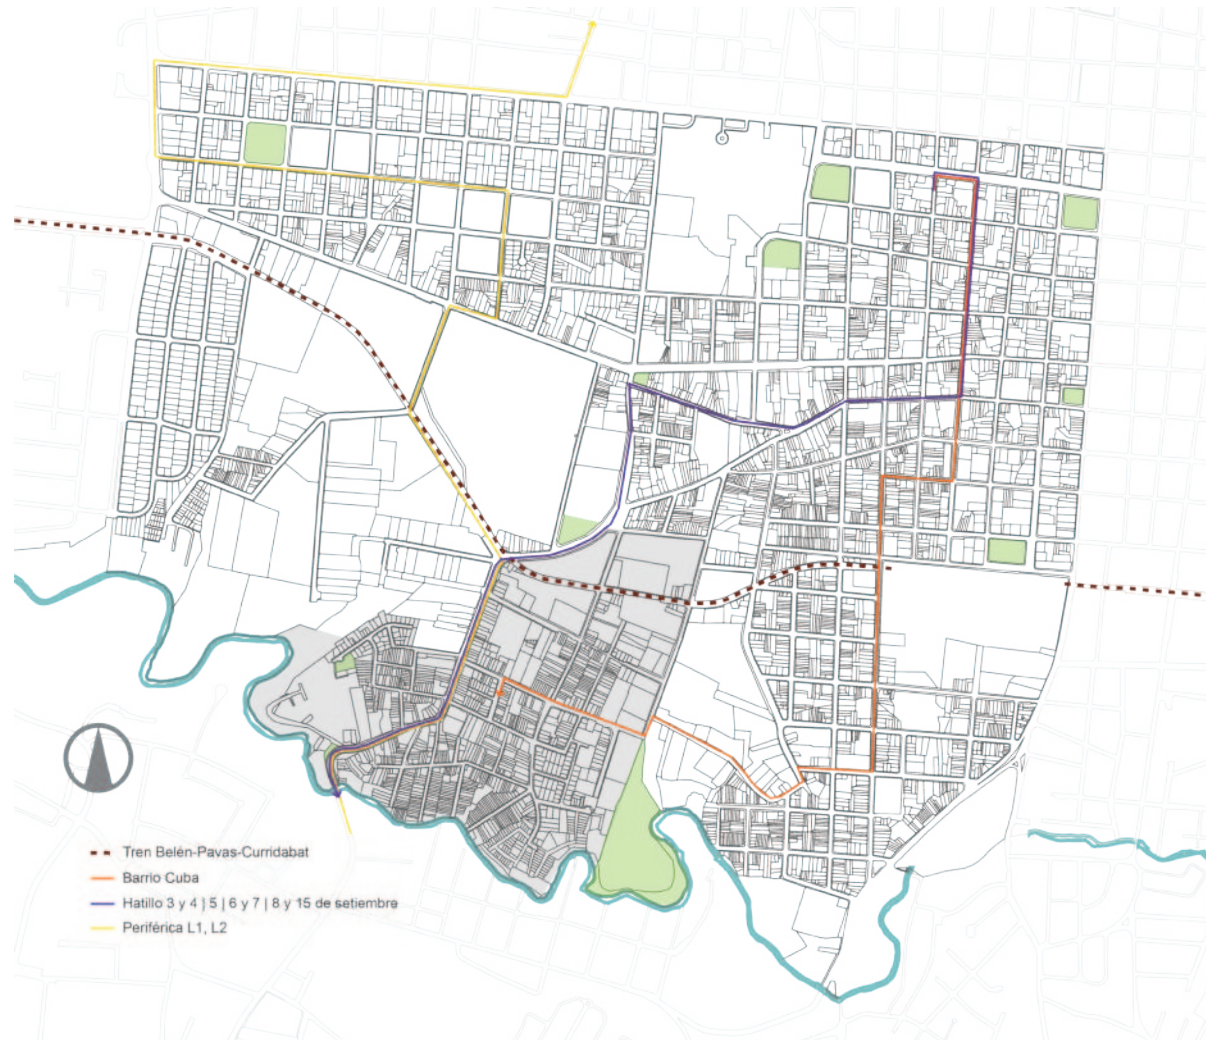 Tren Belén-Pavas-Curridabat
Barrio Cuba
Hatillo 3 y 4 | 5 | 6 y 7 | 8 y 15 de setiembre
Periférica L1, L2